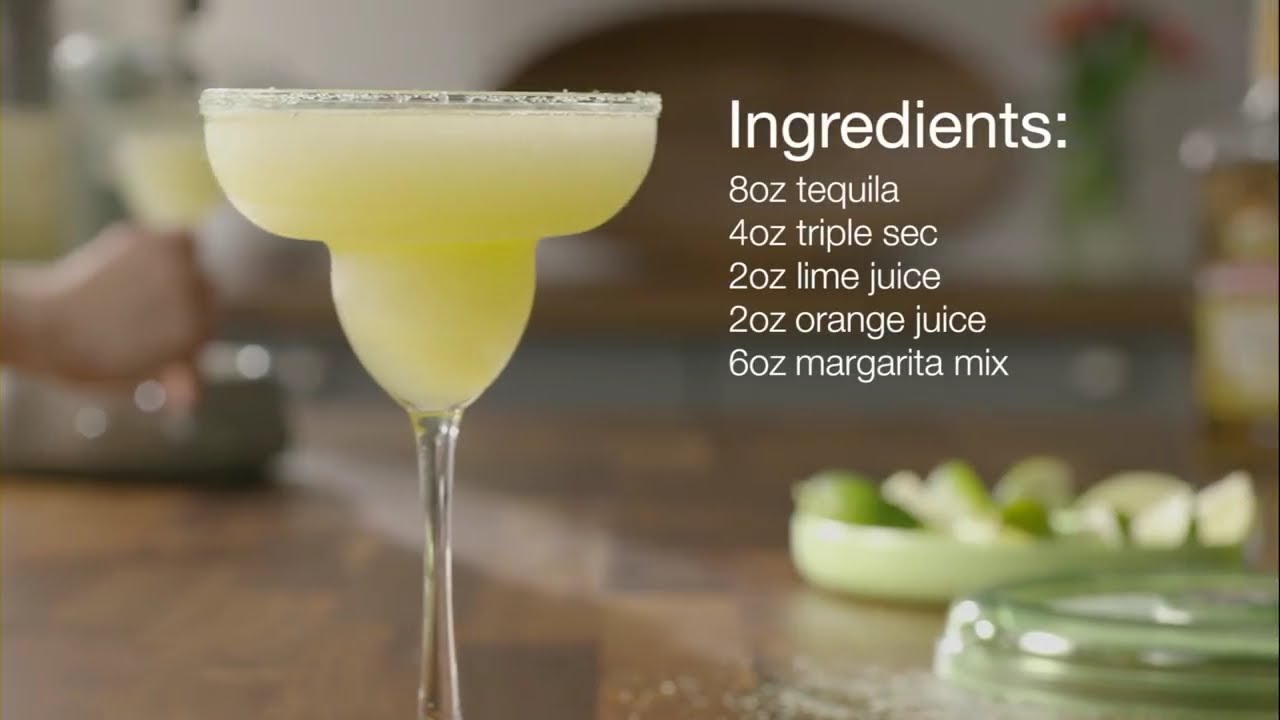 Ingredients:
8oz tequila
4oz triple sec
2oz lime juice
2oz orange juice
6oz margarita mix